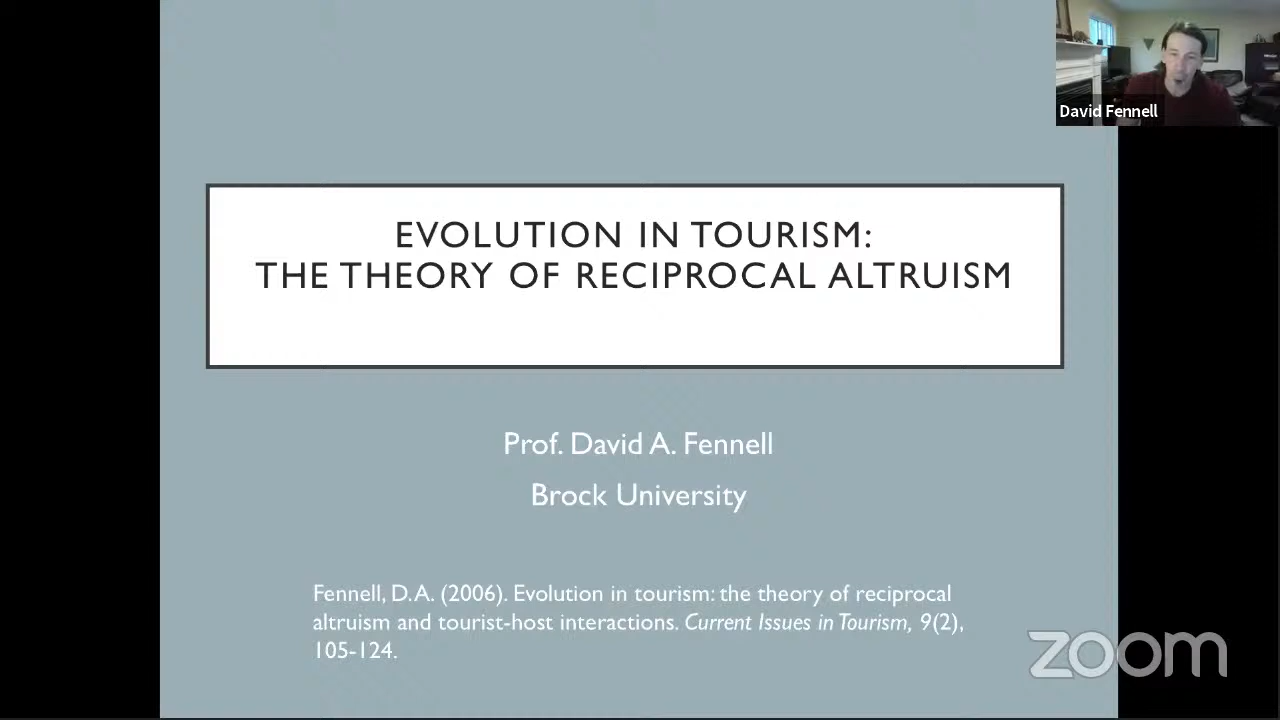 David Fennell
EVOLUTION IN TOURISM:
THE THEORY OF RECIPROCAL ALTRUISM
Prof. David A. Fennell
Brock University
Fennell, D.A. (2006). Evolution in tourism: the theory of reciprocal
altruism and tourist-host interactions. Current Issues in Tourism, 9(2),
105-124.
zoom